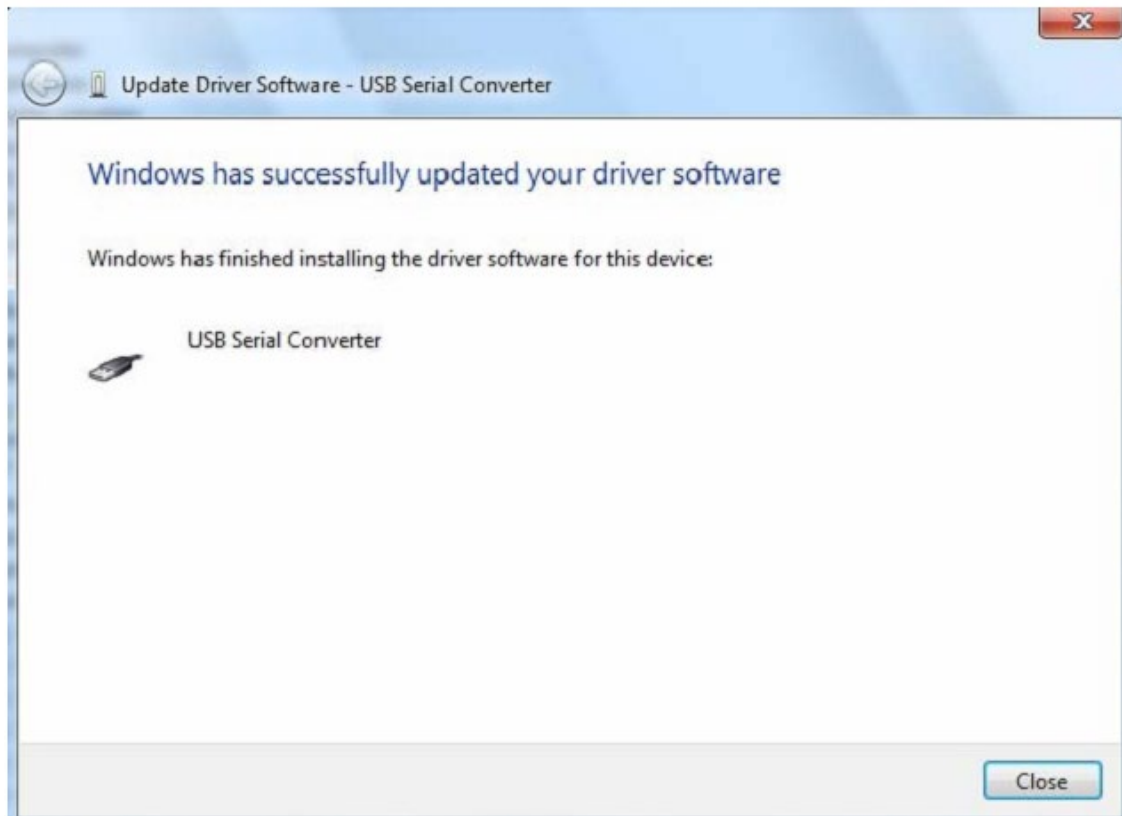 Update Driver Software - USB Serial Converter
Windows has successfully updated your driver software
Windows has finished installing the driver software for this device:
USB Serial Converter
Close